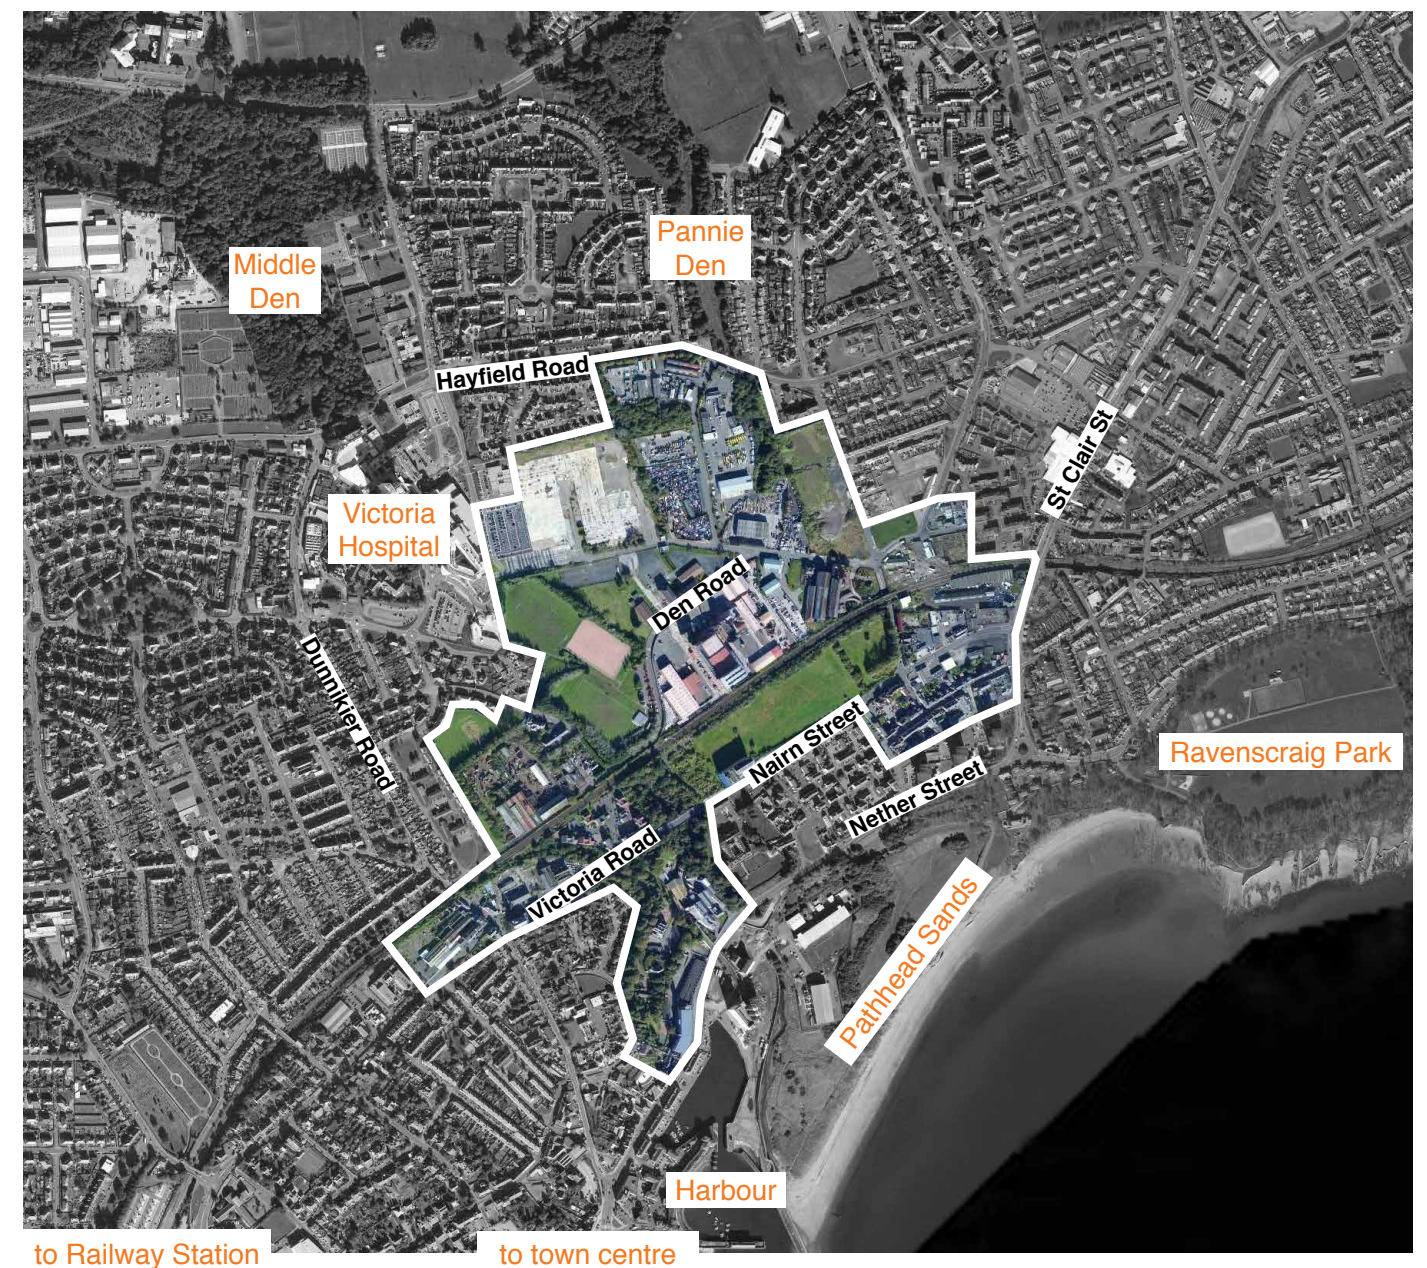 Pannie
Den
Middle
Den
Hayfield Road
St Clair St
Victoria
Hospital
Den Road
Dunnikier Road
Nairn Street
Ravenscraig Park
Nether Street
Victoria Road
Pathhead Sands
Harbour
to Railway Station
to town centre